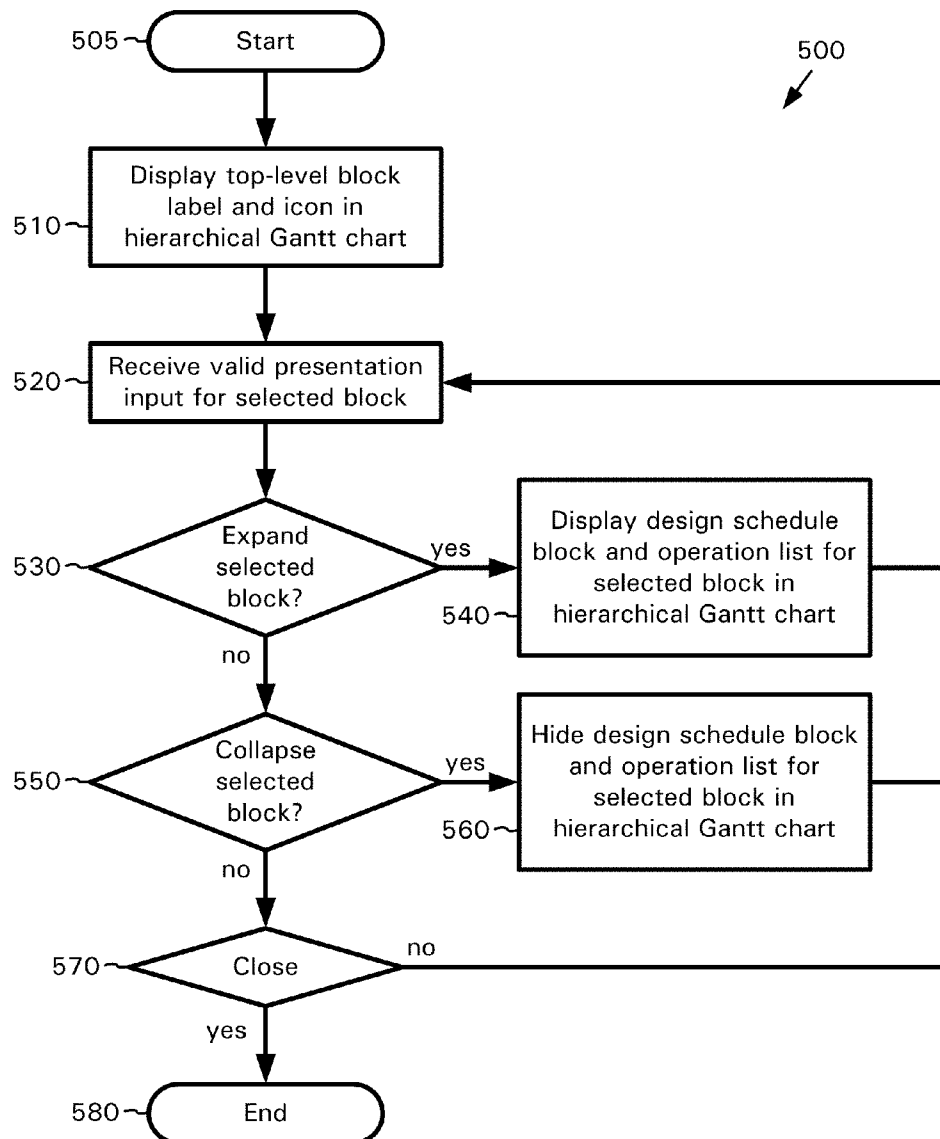 505
Start
500
Display top-level block
label and icon in
hierarchical Gantt chart
510
Receive valid presentation
input for selected block
520
Expand
selected
block?
530
yes
no
Display design schedule
block and operation list for
selected block in
hierarchical Gantt chart
540
Collapse
selected
block?
550
yes
no
Hide design schedule block
and operation list for
selected block in
hierarchical Gantt chart
560
Close
570
no
yes
End
580